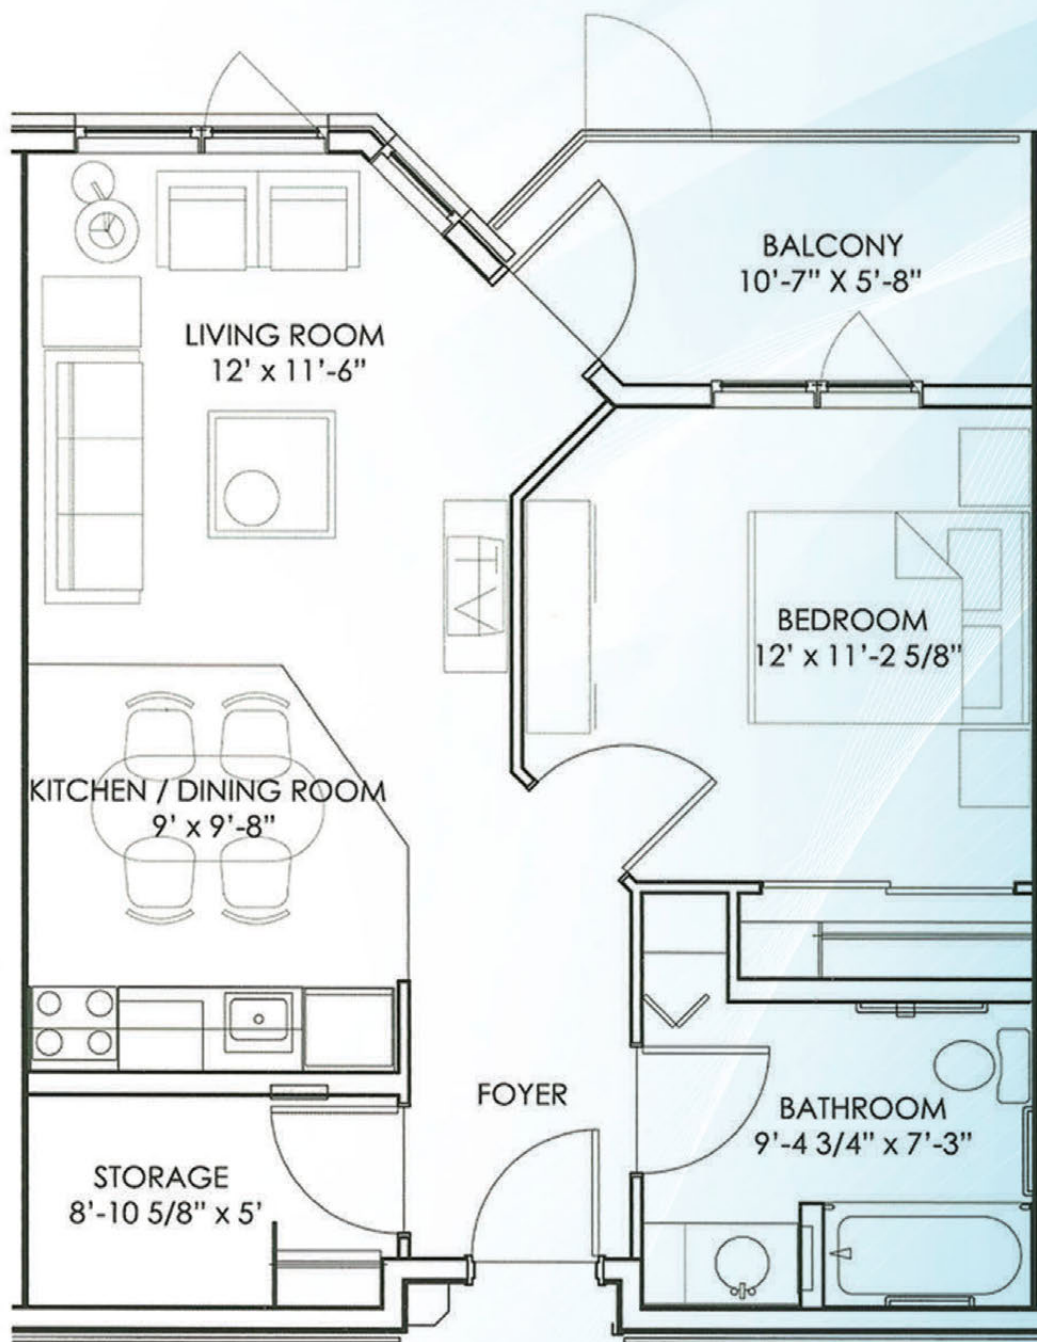 BALCONY
10'-7" X 5'-8"
LIVING ROOM
12' x 11'-6"
TV
BEDROOM
12' x 11'-2 5/8"
KITCHEN / DINING ROOM
9' x 9'-8"
FOYER
BATHROOM
9'-4 3/4" x 7'-3"
STORAGE
8'-10 5/8" x 5'